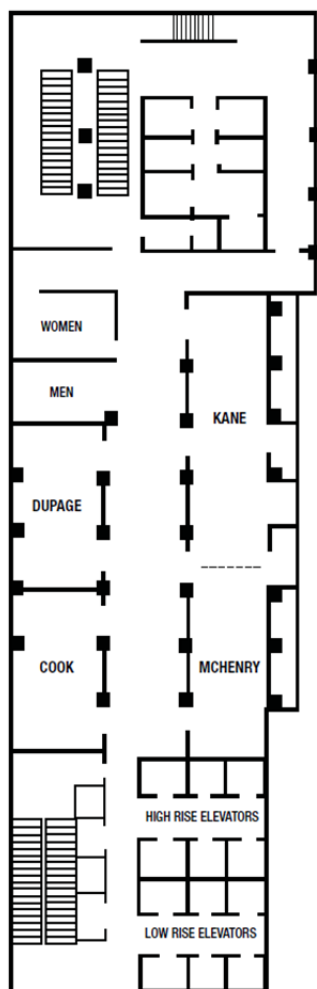 WOMEN
MEN
KANE
DUPAGE
COOK
MCHENRY
HIGH RISE ELEVATORS
LOW RISE ELEVATORS